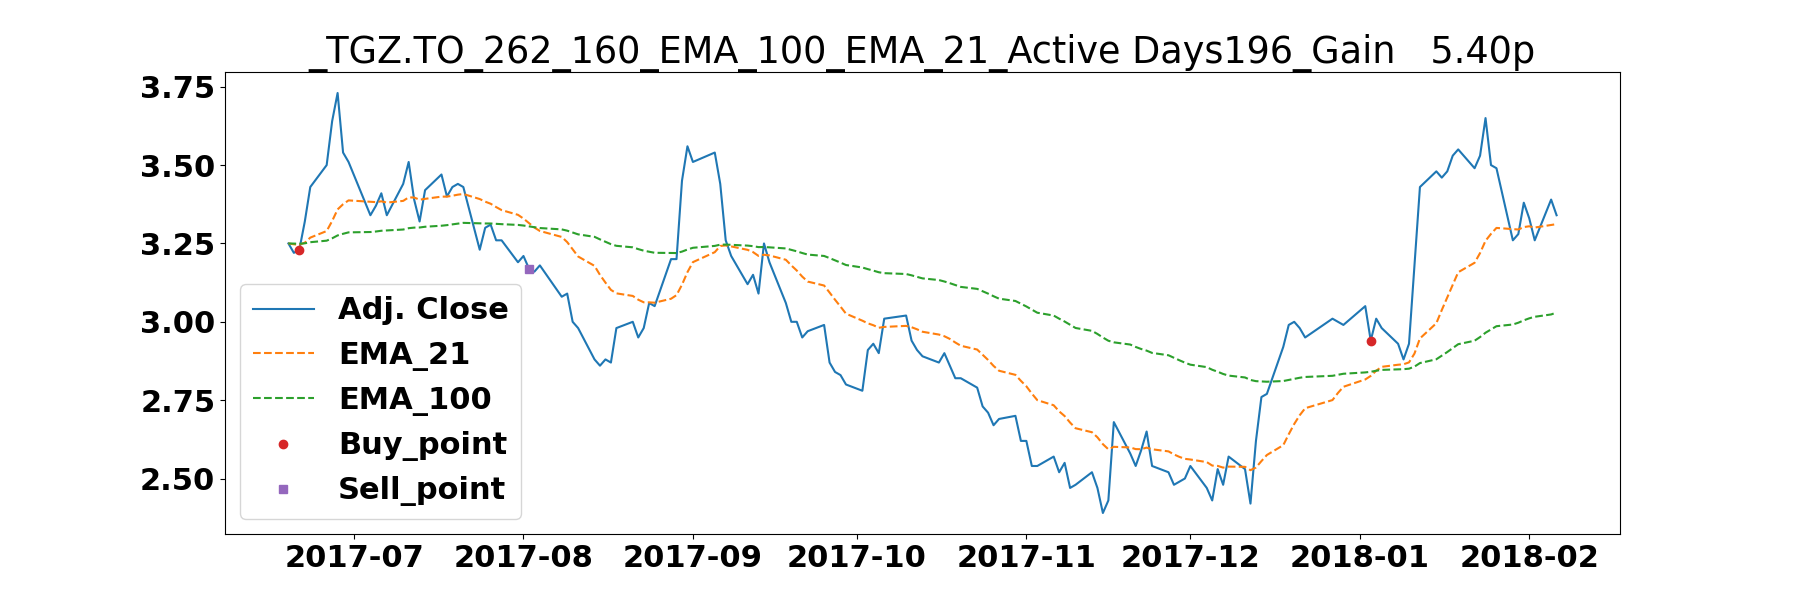 _TGZ.TO_262_160_EMA_100_EMA_21_Active Days196_Gain   5.40p
3.75
3.50
3.25
3.00
2.75
2.50
Adj. Close
EMA_21
EMA_100
Buy_point
Sell_point
2017-07 2017-08 2017-09 2017-10 2017-11 2017-12 2018-01 2018-02